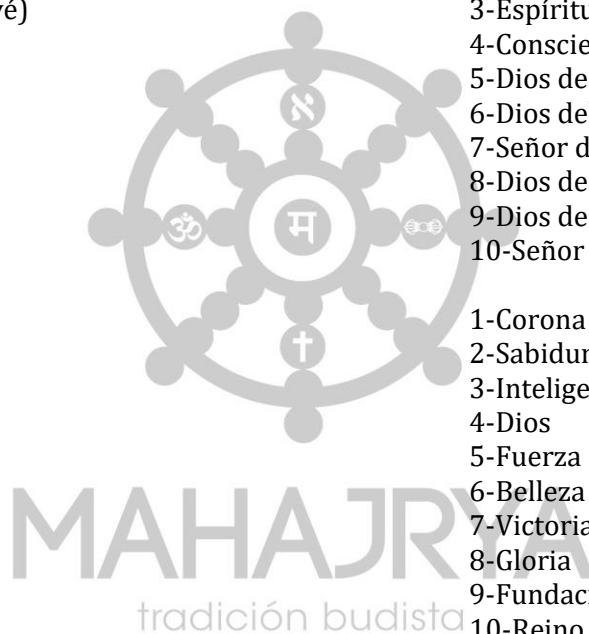 vé)
3-Espíritu
4-Conscie
5-Dios de
6-Dios de
7-Señor d
8-Dios de
9-Dios de
10-Señor
א
ॐ म
1-Corona
2-Sabidur
3-Intelige
4-Dios
5-Fuerza
6-Belleza
7-Victoria
8-Gloria
9-Fundaci
10-Reino
MAHAJRYA
tradición budista